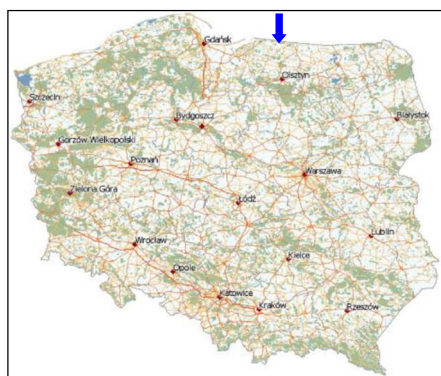 Gdańsk
Olsztyn
Szczecin
Bydgoszcz
Białystok
Gorzów Wielkopolski
Poznań
Warszawa
Zielona Góra
Łódź
Lublin
Wrocław
Kielce
Opole
Katowice
Kraków
Rzeszów